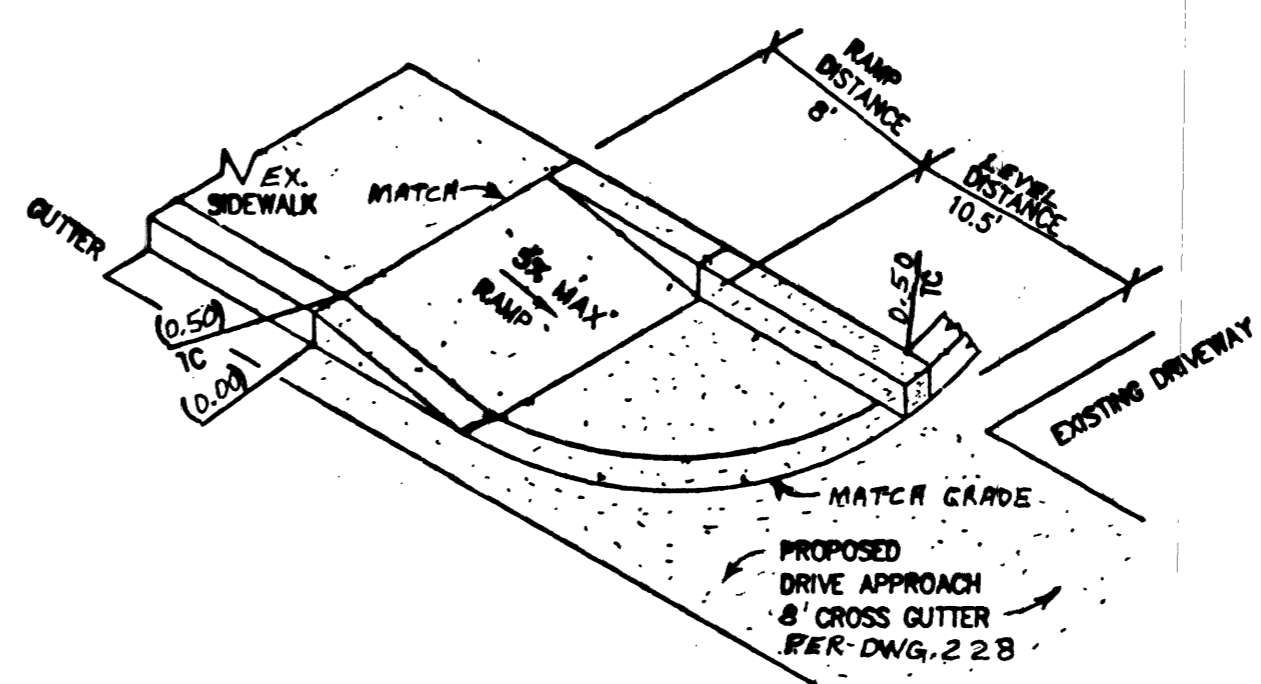 RAMP
DISTANCE
8'
LEVEL
DISTANCE
10.5'
EX.
SIDEWALK
MATCH
GUTTER
5% MAX
RAMP
0.50
TC
(0.50)
TC
(0.00)
EXISTING DRIVEWAY
MATCH GRADE
PROPOSED
DRIVE APPROACH
8' CROSS GUTTER
PER-DWG. 228